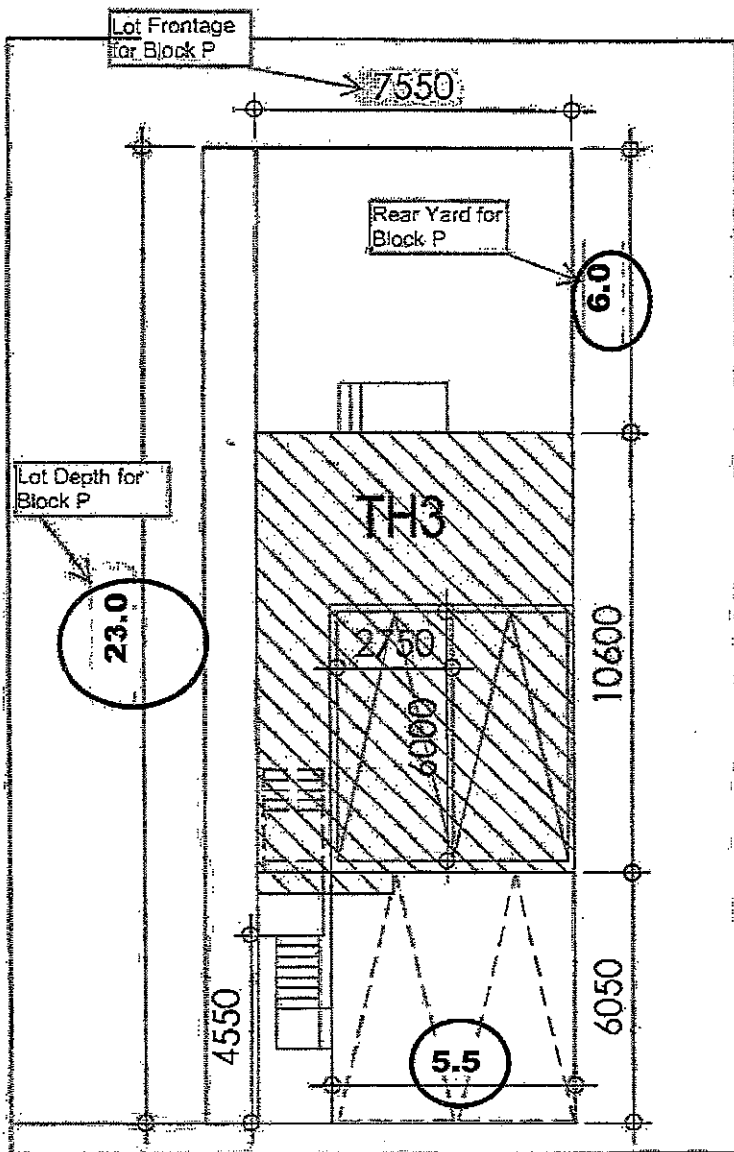 Lot Frontage
for Block P
7550
Rear Yard for
Block P
6.0
TH3
Lot Depth for
Block P
23.0
2750
6000
10600
4550
5.5
6050